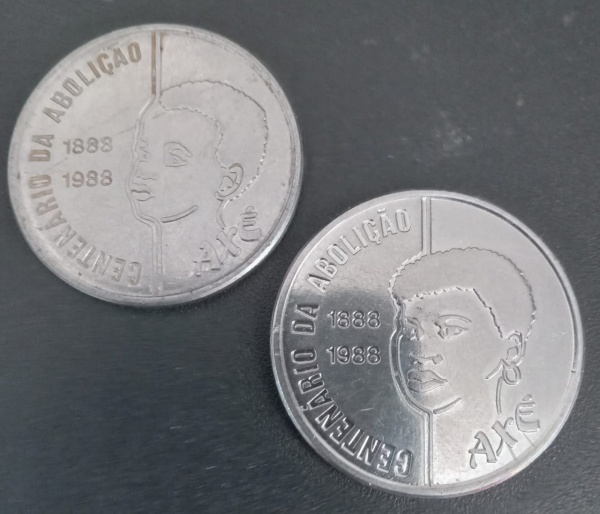 CENTENÁRIO DA ABOLIÇÃO
1888
1988
AXÉ
CENTENÁRIO DA ABOLIÇÃO
1888
1988
AXÉ